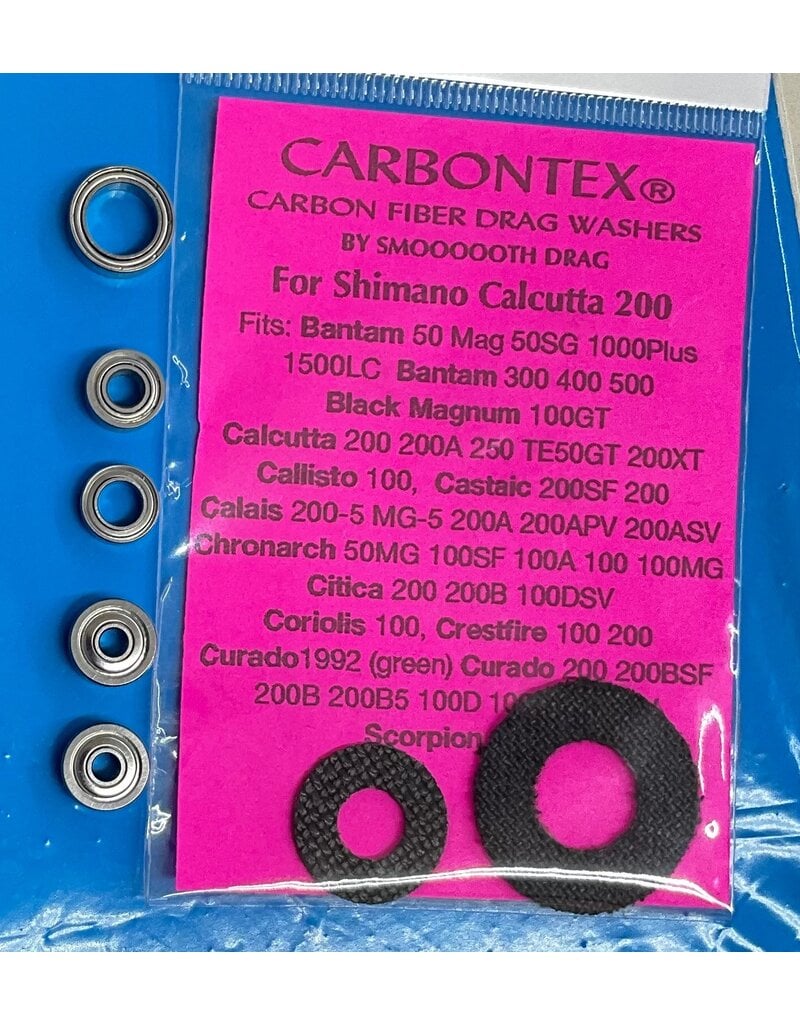 CARBONTEX®
CARBON FIBER DRAG WASHERS
BY SMOOOOOTH DRAG
For Shimano Calcutta 200
Fits: Bantam 50 Mag 50SG 1000Plus
1500LC Bantam 300 400 500
Black Magnum 100GT
Calcutta 200 200A 250 TE50GT 200XT
Callisto 100, Castaic 200SF 200
Calais 200-5 MG-5 200A 200APV 200ASV
Chronarch 50MG 100SF 100A 100 100MG
Citica 200 200B 100DSV
Coriolis 100, Crestfire 100 200
Curado1992 (green) Curado 200 200BSF
200B 200B5 100D
Scorpion